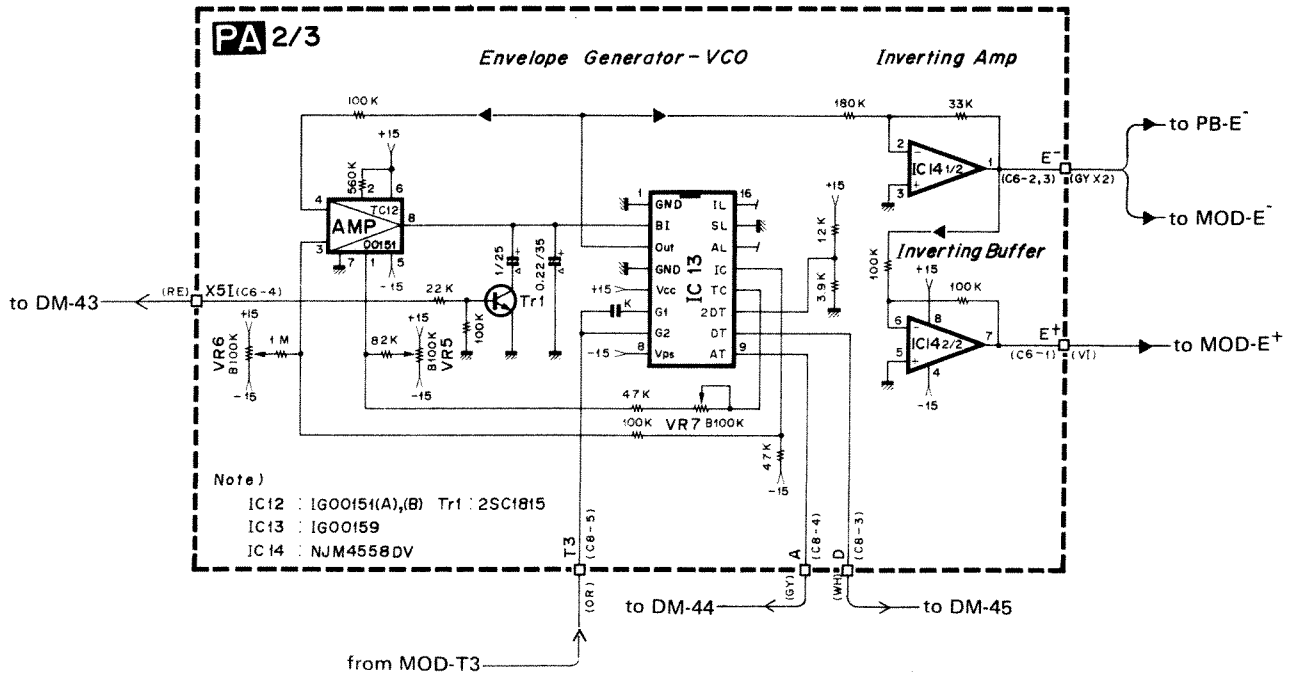 PA 2/3
Envelope Generator-VCO
Inverting Amp
100K
180K
33K
to PB-E⁻
+15
560K
2
6
4
IC12
AMP
8
00151
3
7
1
5
-15
1
GND
IL
16
BI
SL
Out
AL
GND
IC
+15
Vcc
TC
K
G1
2DT
G2
DT
-15
8
Vps
AT
9
IC 13
+15
12K
3.9K
2
3
IC14 1/2
1
E⁻
(C6-2,3)
(GYX2)
to MOD-E⁻
Inverting Buffer
100K
+15
100K
6
8
5
IC14 2/2
7
4
-15
E⁺
(C6-1)
(VI)
to MOD-E⁺
1/25
0.22/35
to DM-43
(RE)
X5I(C6-4)
22K
Tr1
100K
+15
VR6
B100K
-15
1M
82K
+15
B100K
VR5
-15
47K
VR7 B100K
100K
47K
-15
Note)
IC12 : IG00151(A),(B) Tr1 : 2SC1815
IC13 : IG00159
IC14 : NJM4558DV
T3
(C8-5)
(OR)
A
(C8-4)
(GY)
D
(C8-3)
(WH)
to DM-44
to DM-45
from MOD-T3